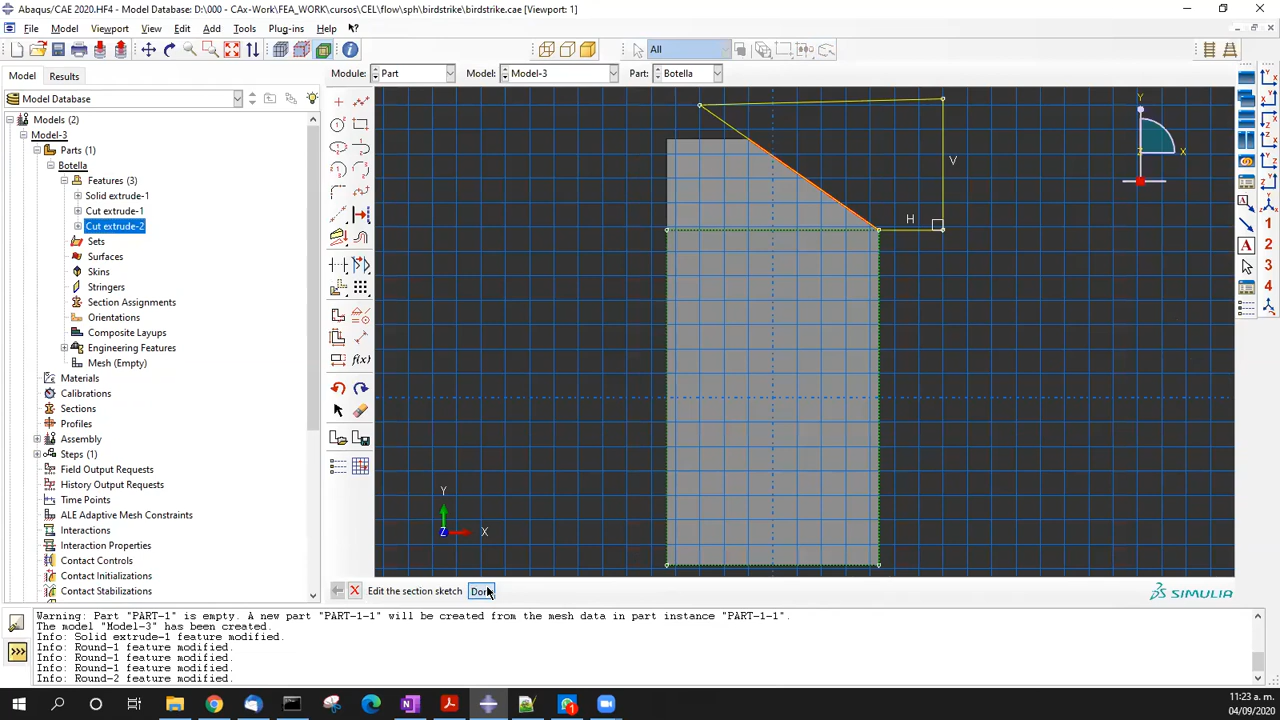 Abaqus/CAE 2020.HF4 - Model Database: D:\000 - CAx-Work\FEA_WORK\cursos\CEL\flow\sph\birdstrike\birdstrike.cae [Viewport: 1]
File Model Viewport View Edit Add Tools Plug-ins Help
All
Model Results
Module: Part Model: Model-3 Part: Botella
Model Database
Models (2)
Model-3
Parts (1)
Botella
Features (3)
Solid extrude-1
Cut extrude-1
Cut extrude-2
Sets
Surfaces
Skins
Stringers
Section Assignments
Orientations
Composite Layups
Engineering Features
Mesh (Empty)
Materials
Calibrations
Sections
Profiles
Assembly
Steps (1)
Field Output Requests
History Output Requests
Time Points
ALE Adaptive Mesh Constraints
Interactions
Interaction Properties
Contact Controls
Contact Initializations
Contact Stabilizations
f(x)
V
H
Y
X
Z
Y
X
Z
1
2
3
4
A
Edit the section sketch
SIMULIA
Warning: Part "PART-1" is empty. A new part "PART-1-1" will be created from the mesh data in part instance "PART-1-1".
The model "Model-3" has been created.
Info: Solid extrude-1 feature modified.
Info: Round-1 feature modified.
Info: Round-1 feature modified.
Info: Round-1 feature modified.
Info: Round-2 feature modified.
11:23 a.m.
04/09/2020